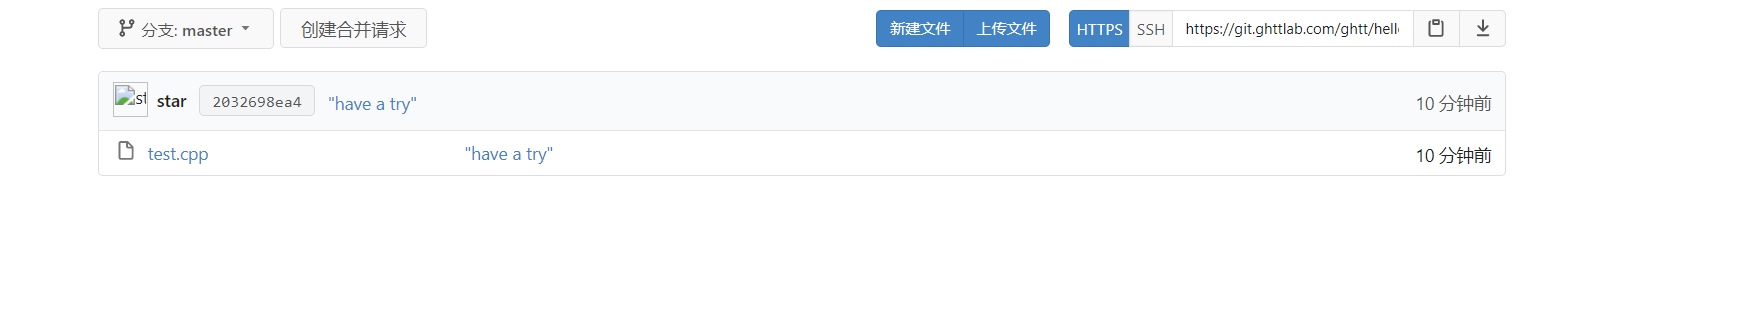 分支: master 创建合并请求 新建文件 上传文件 HTTPS SSH https://git.ghttlab.com/ghtt/hell
star 2032698ea4 "have a try" 10 分钟前
test.cpp "have a try" 10 分钟前